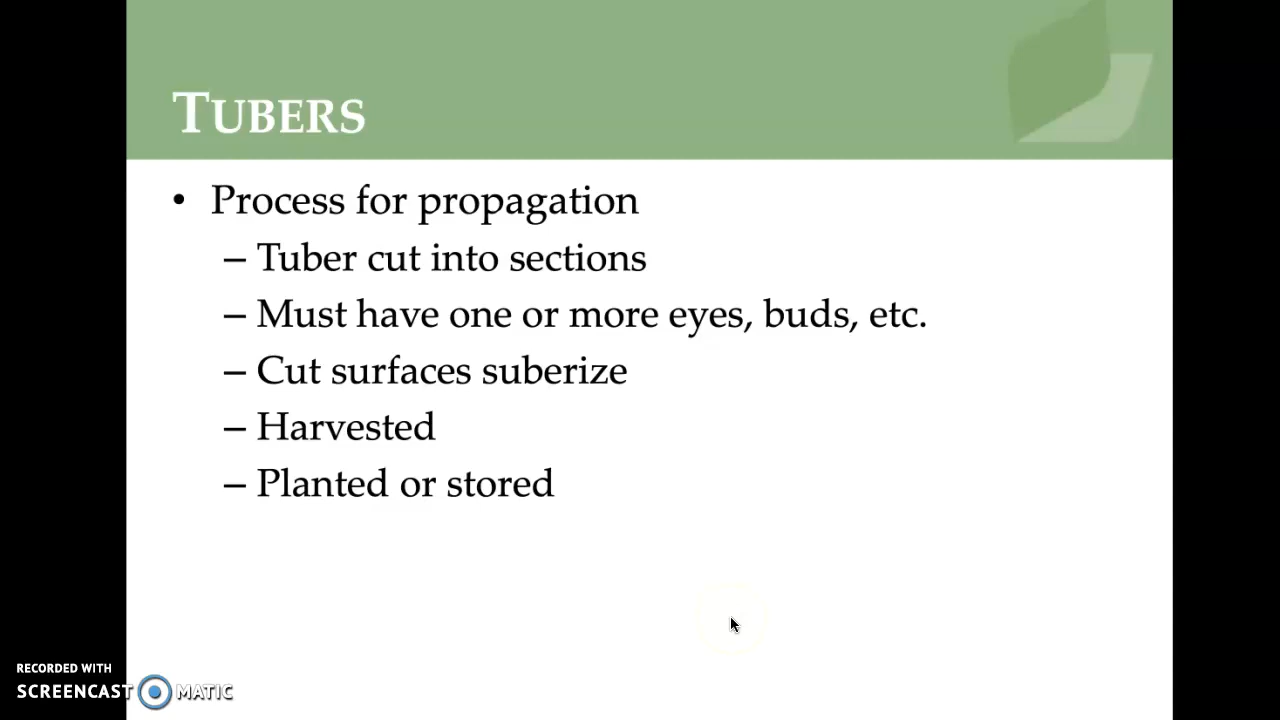 TUBERS
• Process for propagation
– Tuber cut into sections
– Must have one or more eyes, buds, etc.
– Cut surfaces suberize
– Harvested
– Planted or stored
RECORDED WITH
SCREENCAST MATIC